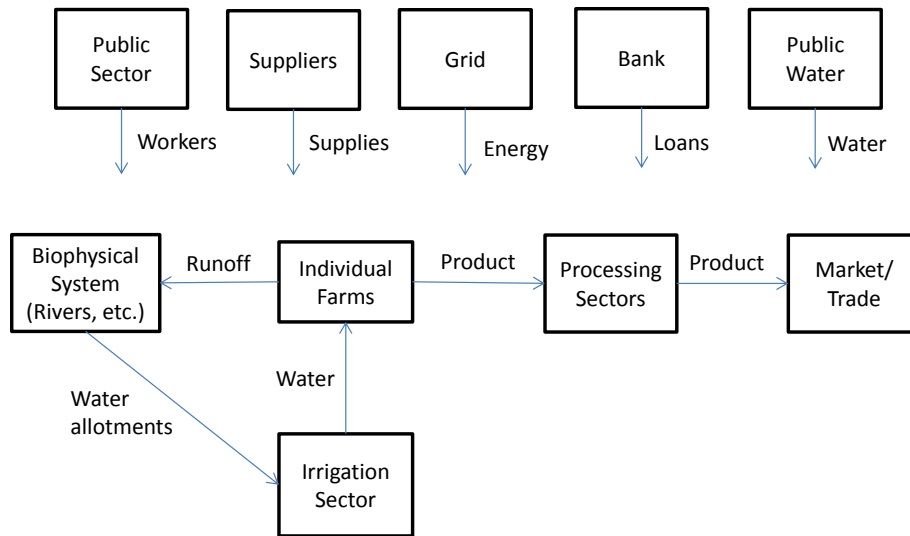 Public
Sector
Suppliers
Grid
Bank
Public
Water
Workers
Supplies
Energy
Loans
Water
Biophysical
System
(Rivers, etc.)
Runoff
Individual
Farms
Product
Processing
Sectors
Product
Market/
Trade
Water
allotments
Water
Irrigation
Sector